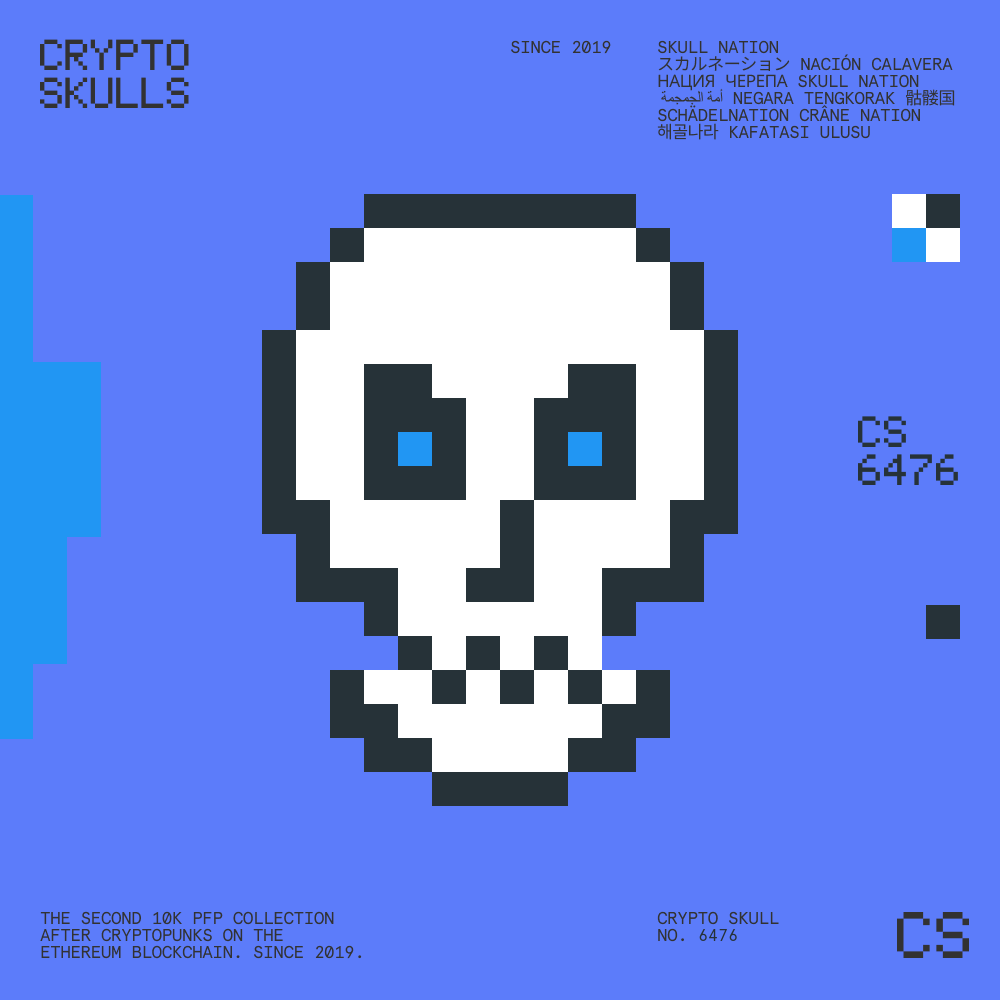 CRYPTO
SKULLS
SINCE 2019
SKULL NATION
スカルネーション NACIÓN CALAVERA
НАЦИЯ ЧЕРЕПА SKULL NATION
أمة الجمجمة NEGARA TENGKORAK 骷髅国
SCHÄDELNATION CRÂNE NATION
해골나라 KAFATASI ULUSU
CS
6476
THE SECOND 10K PFP COLLECTION
AFTER CRYPTOPUNKS ON THE
ETHEREUM BLOCKCHAIN. SINCE 2019.
CRYPTO SKULL
NO. 6476
CS